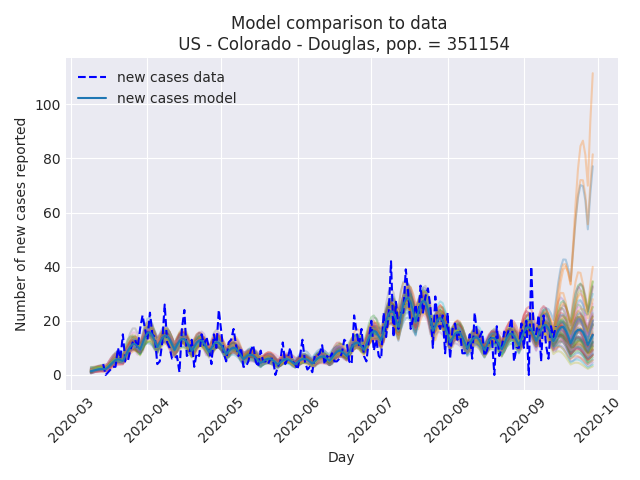 Model comparison to data
US - Colorado - Douglas, pop. = 351154
new cases data
new cases model
Number of new cases reported
100
80
60
40
20
0
2020-03
2020-04
2020-05
2020-06
2020-07
2020-08
2020-09
2020-10
Day